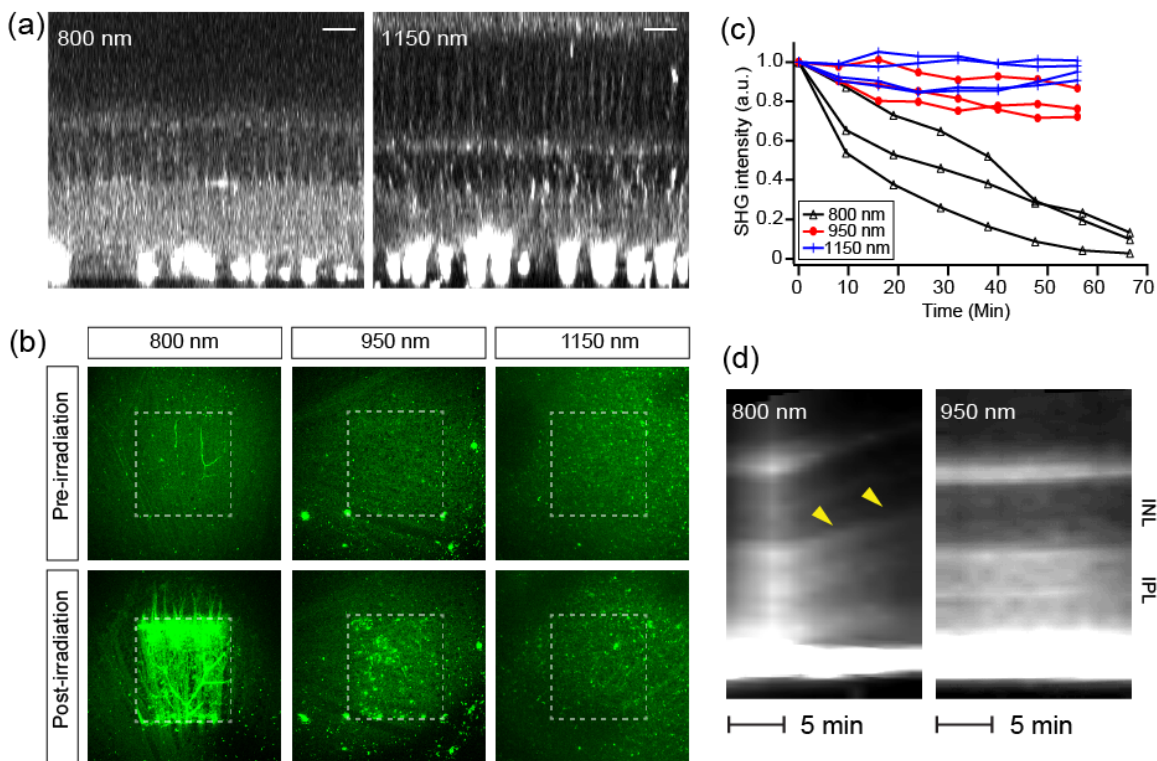 (a)
800 nm
1150 nm
(c)
SHG intensity (a.u.)
1.0
0.8
0.6
0.4
0.2
0
800 nm
950 nm
1150 nm
0 10 20 30 40 50 60 70
Time (Min)
(b)
800 nm 950 nm 1150 nm
Pre-irradiation
Post-irradiation
(d)
800 nm
950 nm
INL
IPL
5 min
5 min